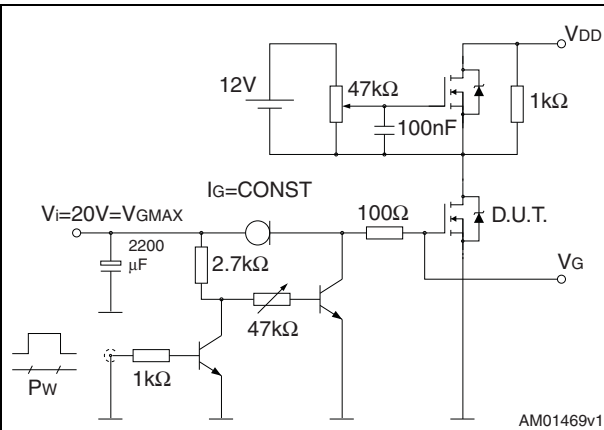 VDD
12V
47kΩ
100nF
1kΩ
IG=CONST
Vi=20V=VGMAX
2200
μF
2.7kΩ
100Ω
D.U.T.
VG
47kΩ
1kΩ
PW
AM01469v1